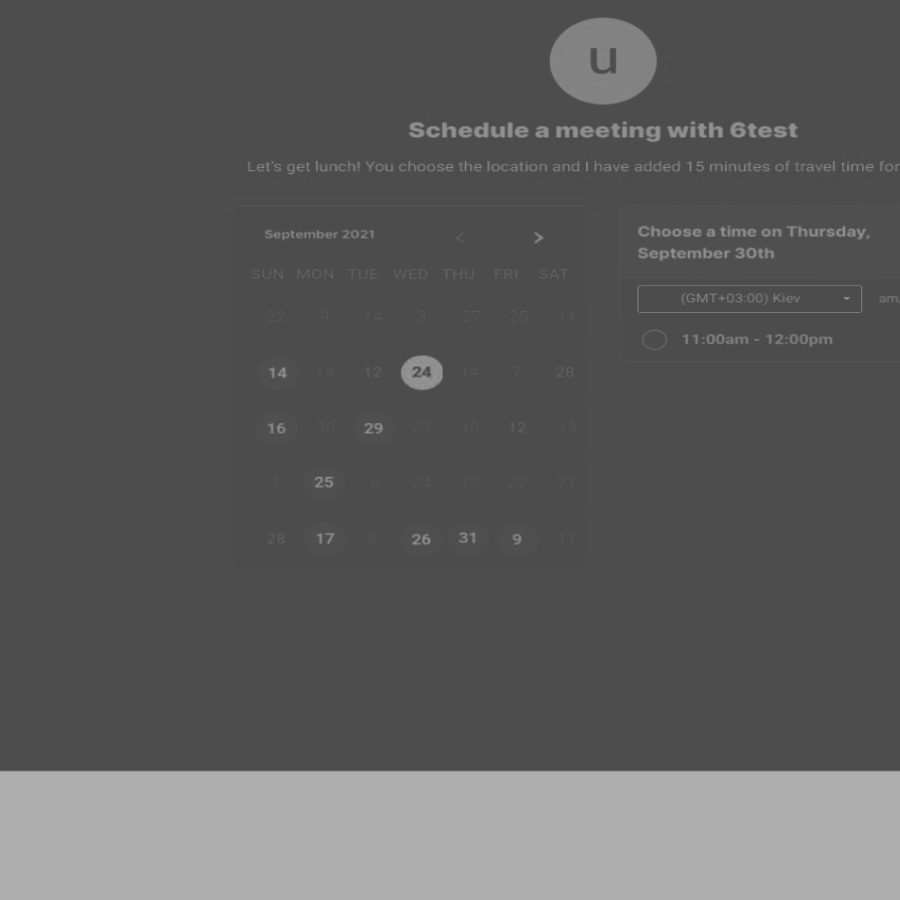 u
Schedule a meeting with 6test
Let's get lunch! You choose the location and I have added 15 minutes of travel time for
September 2021 < >
SUN MON TUE WED THU FRI SAT
22 9 14 3 27 25 11
14 14 12 24 14 7 28
16 30 29 23 10 12 13
1 25 6 24 17 22 21
28 17 8 26 31 9 11
Choose a time on Thursday,
September 30th
(GMT+03:00) Kiev
11:00am - 12:00pm